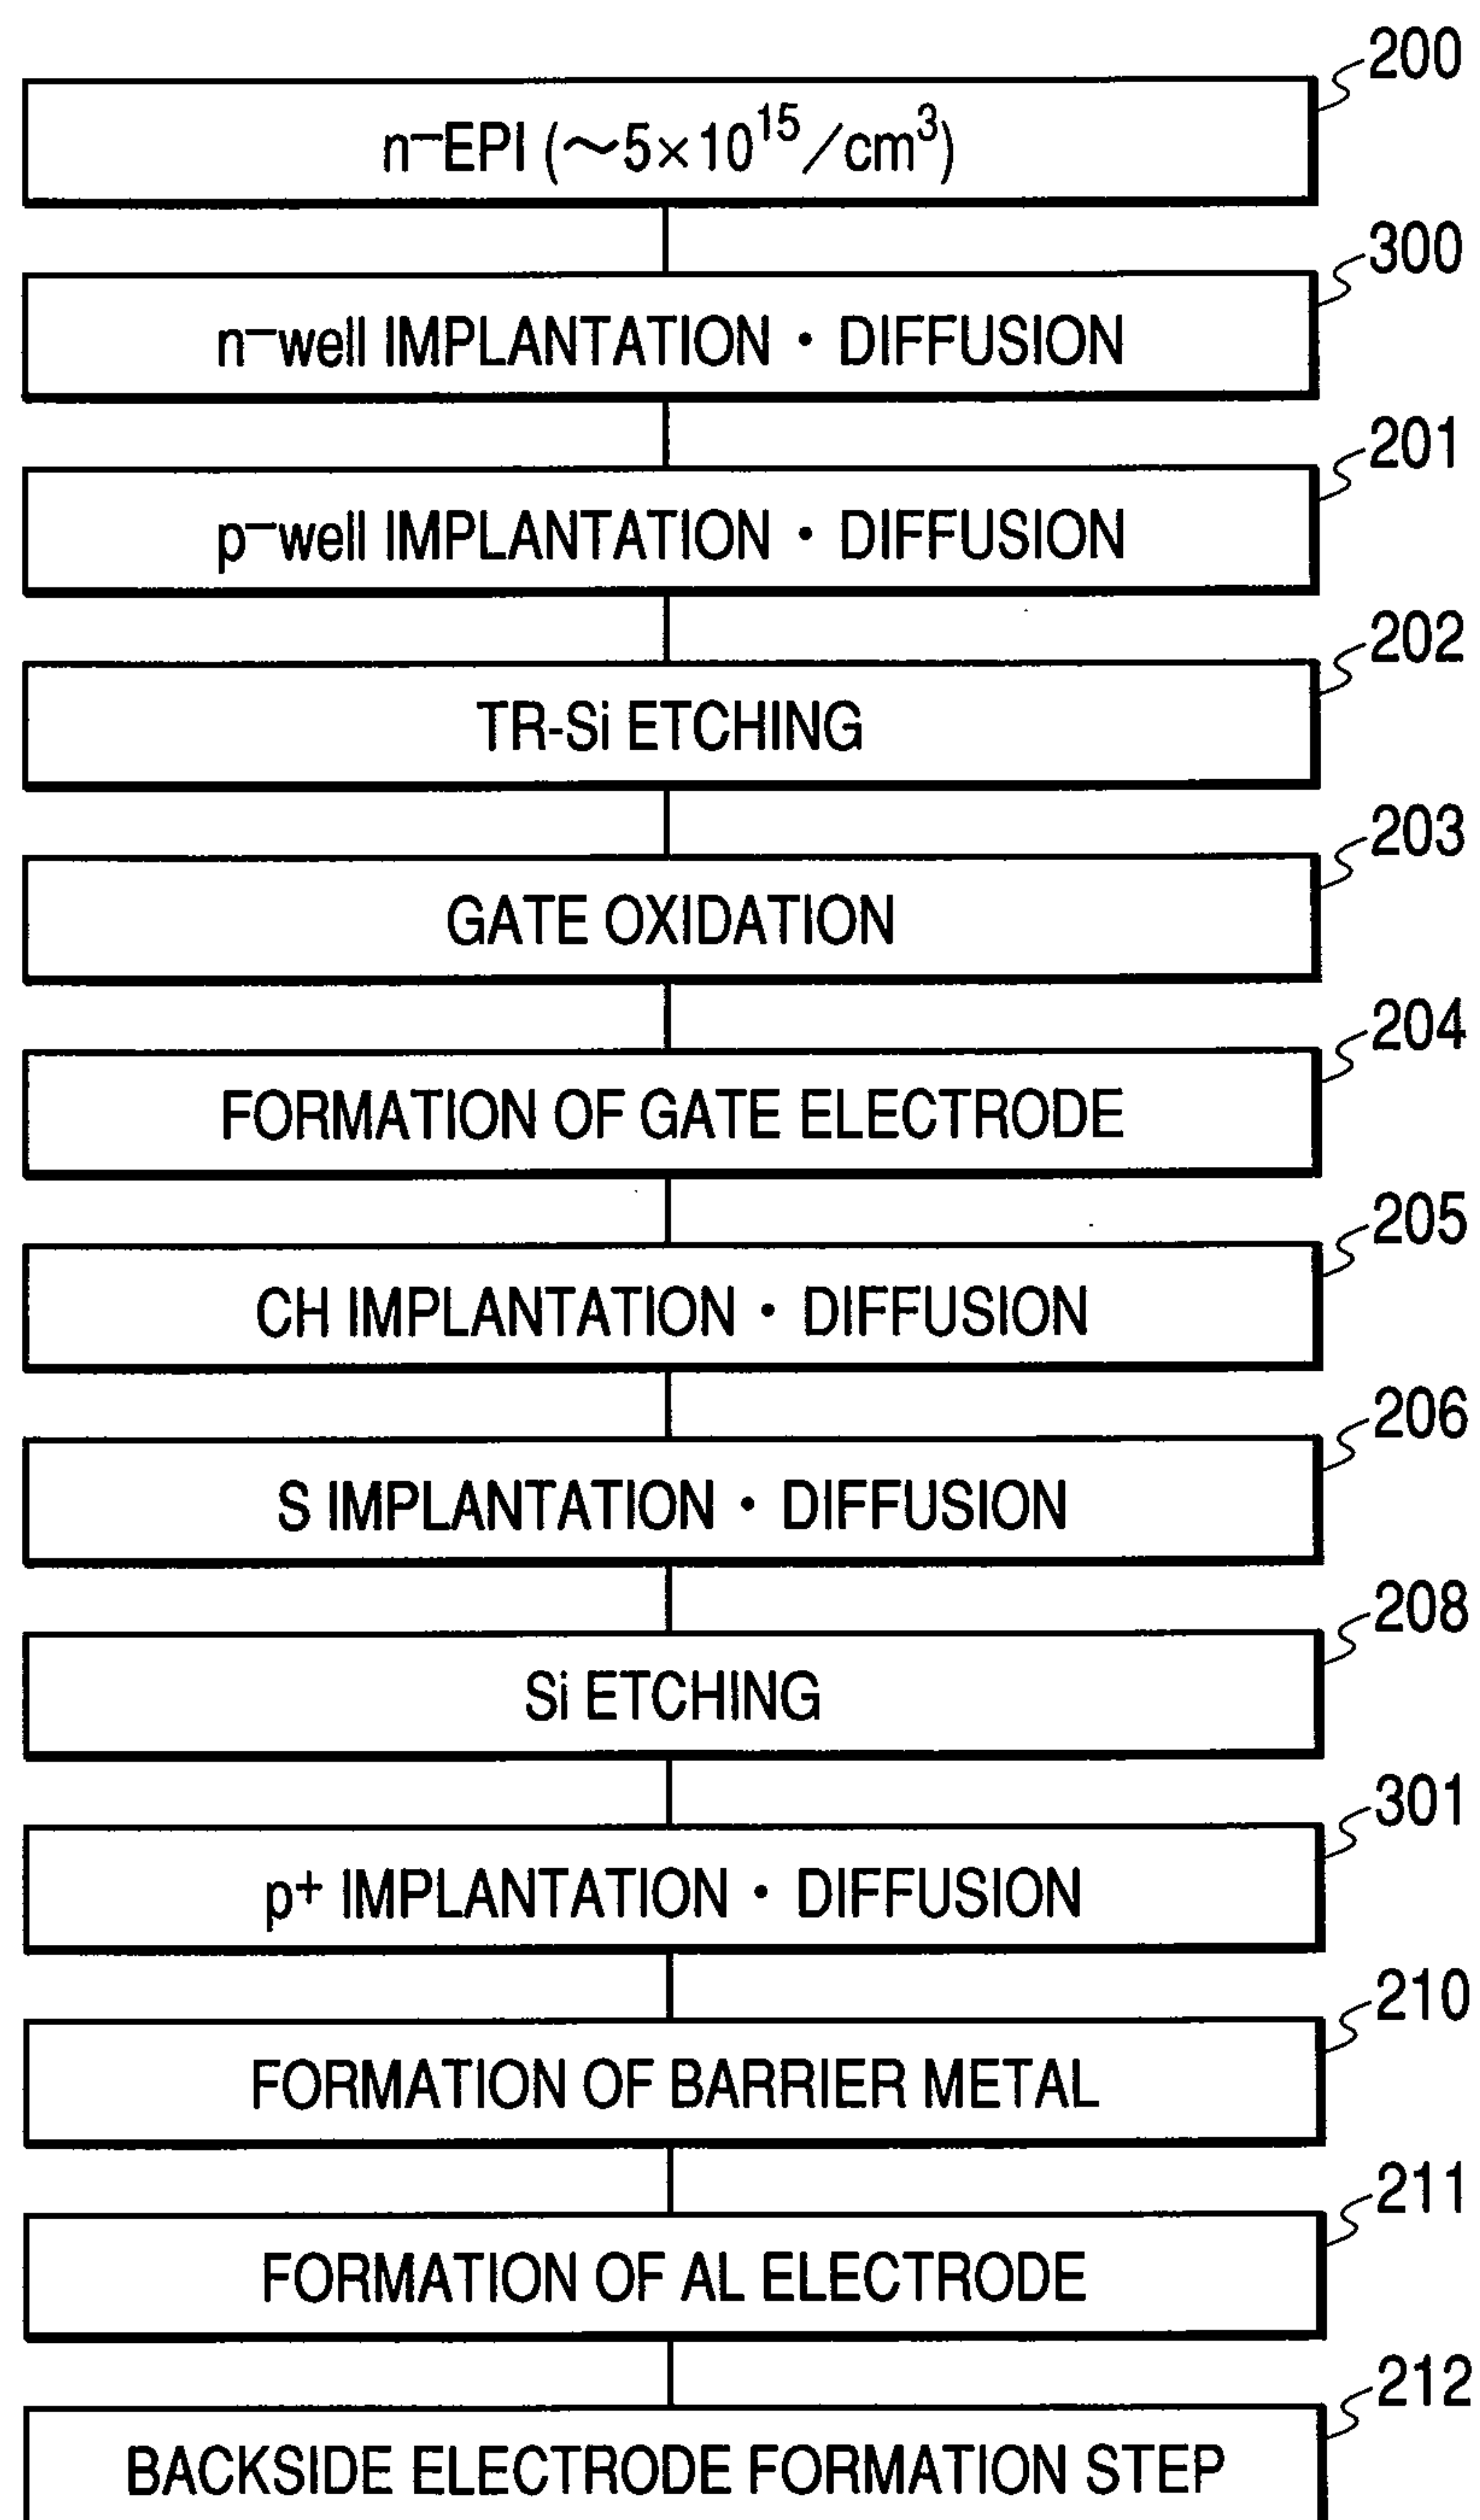 200
n⁻EPI (~5×10¹⁵/cm³)
300
n⁻well IMPLANTATION • DIFFUSION
201
p⁻well IMPLANTATION • DIFFUSION
202
TR-Si ETCHING
203
GATE OXIDATION
204
FORMATION OF GATE ELECTRODE
205
CH IMPLANTATION • DIFFUSION
206
S IMPLANTATION • DIFFUSION
208
Si ETCHING
301
p⁺ IMPLANTATION • DIFFUSION
210
FORMATION OF BARRIER METAL
211
FORMATION OF AL ELECTRODE
212
BACKSIDE ELECTRODE FORMATION STEP